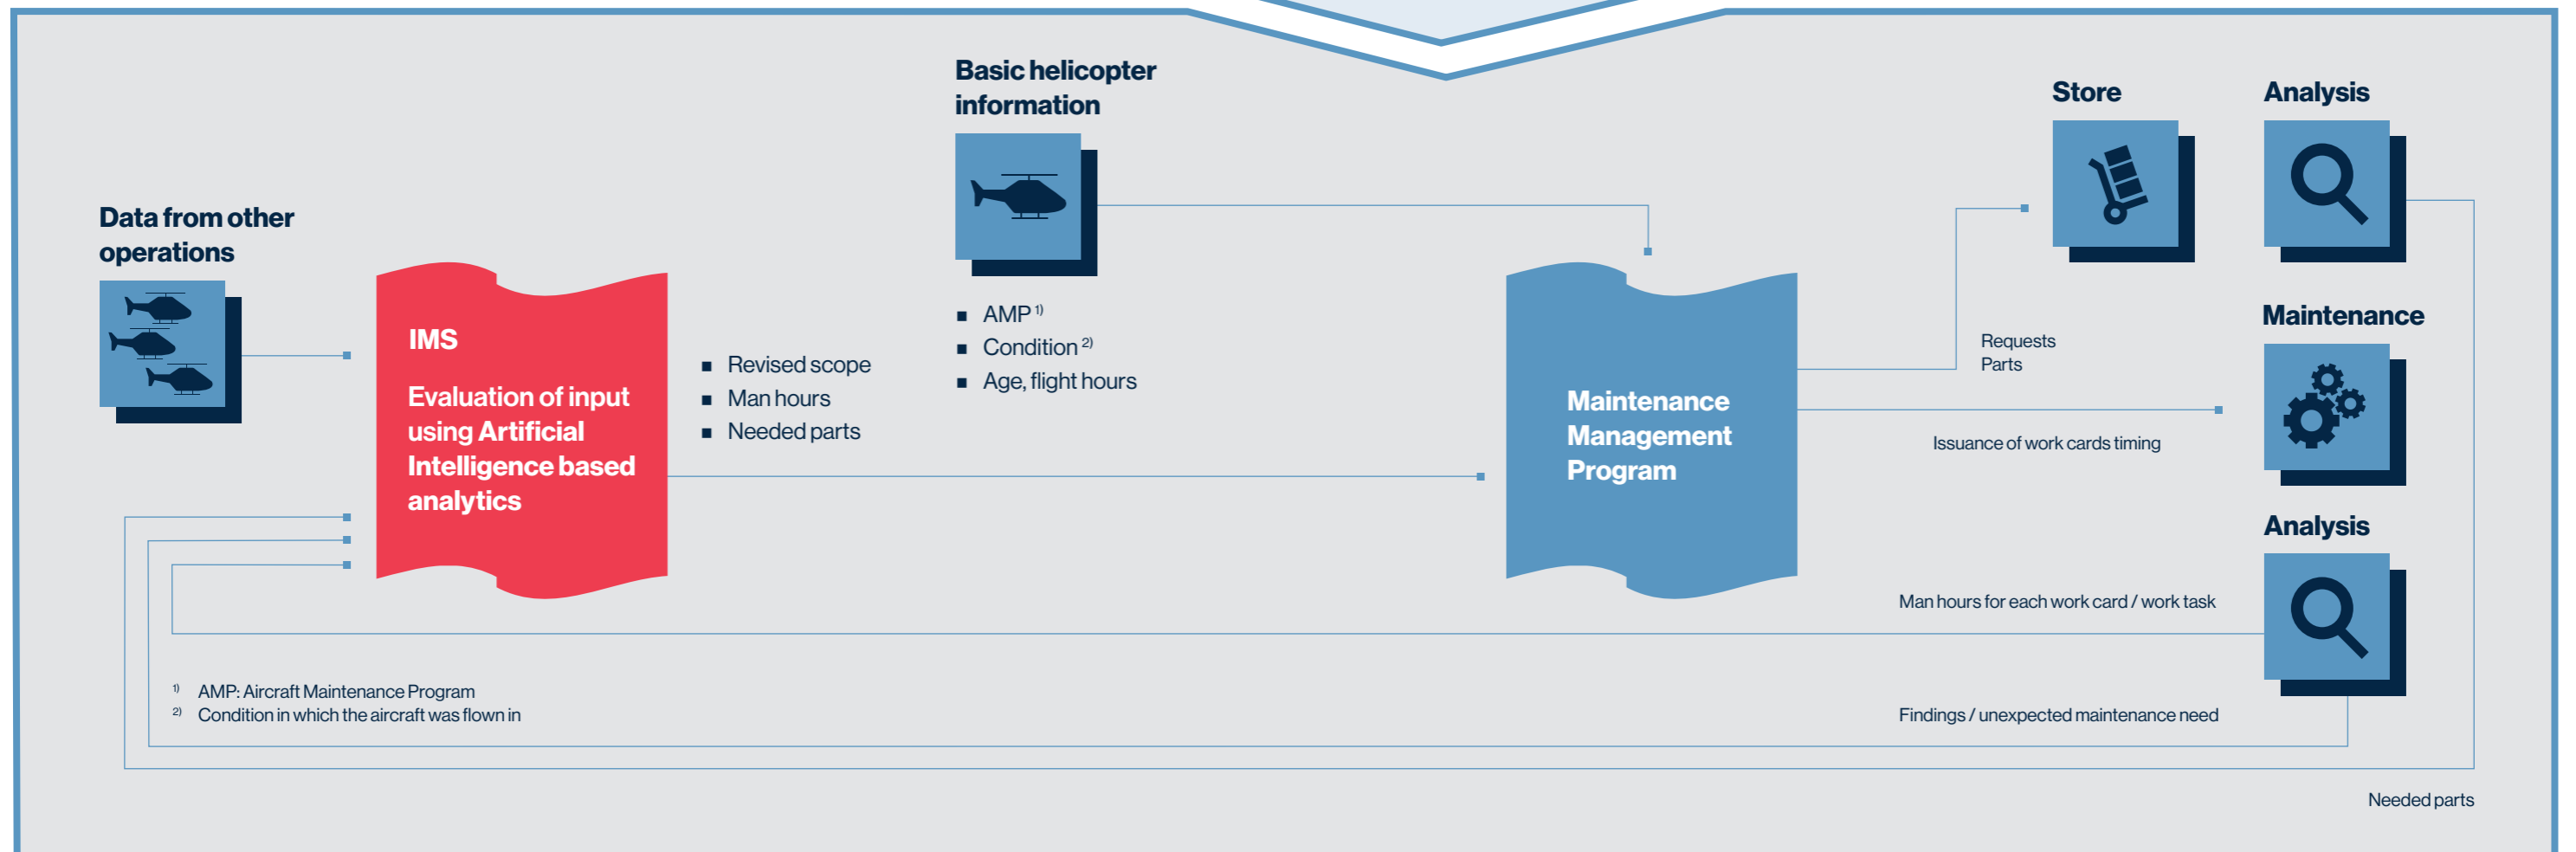 Basic helicopter
information
Store
Analysis
Data from other
operations
IMS
Evaluation of input
using Artificial
Intelligence based
analytics
Revised scope
Man hours
Needed parts
AMP 1)
Condition 2)
Age, flight hours
Maintenance
Management
Program
Requests
Parts
Maintenance
Issuance of work cards timing
Analysis
Man hours for each work card / work task
1) AMP: Aircraft Maintenance Program
2) Condition in which the aircraft was flown in
Findings / unexpected maintenance need
Needed parts